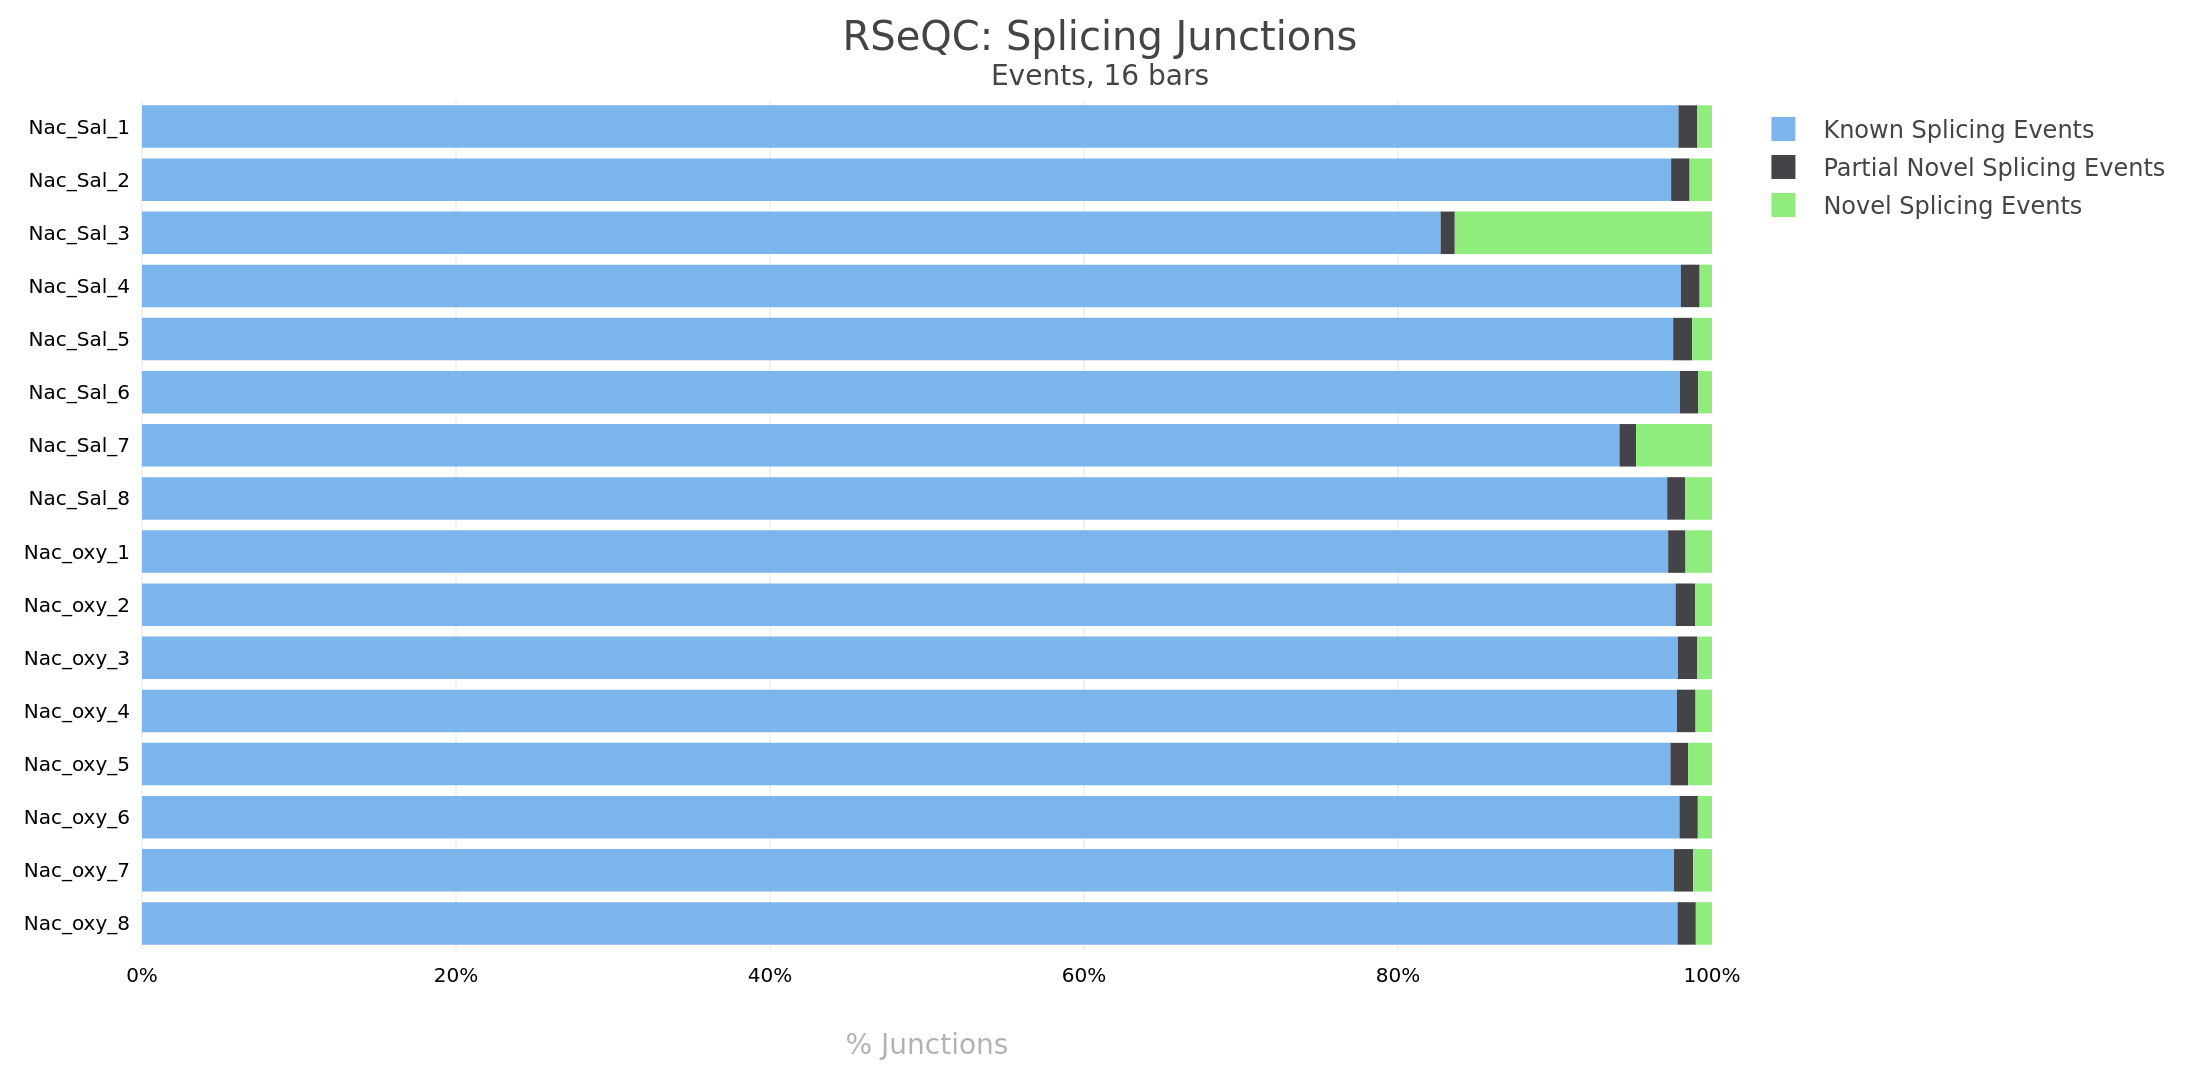 RSeQC: Splicing Junctions
Events, 16 bars
Nac_Sal_1
Nac_Sal_2
Nac_Sal_3
Nac_Sal_4
Nac_Sal_5
Nac_Sal_6
Nac_Sal_7
Nac_Sal_8
Nac_oxy_1
Nac_oxy_2
Nac_oxy_3
Nac_oxy_4
Nac_oxy_5
Nac_oxy_6
Nac_oxy_7
Nac_oxy_8
0% 20% 40% 60% 80% 100%
% Junctions
Known Splicing Events
Partial Novel Splicing Events
Novel Splicing Events